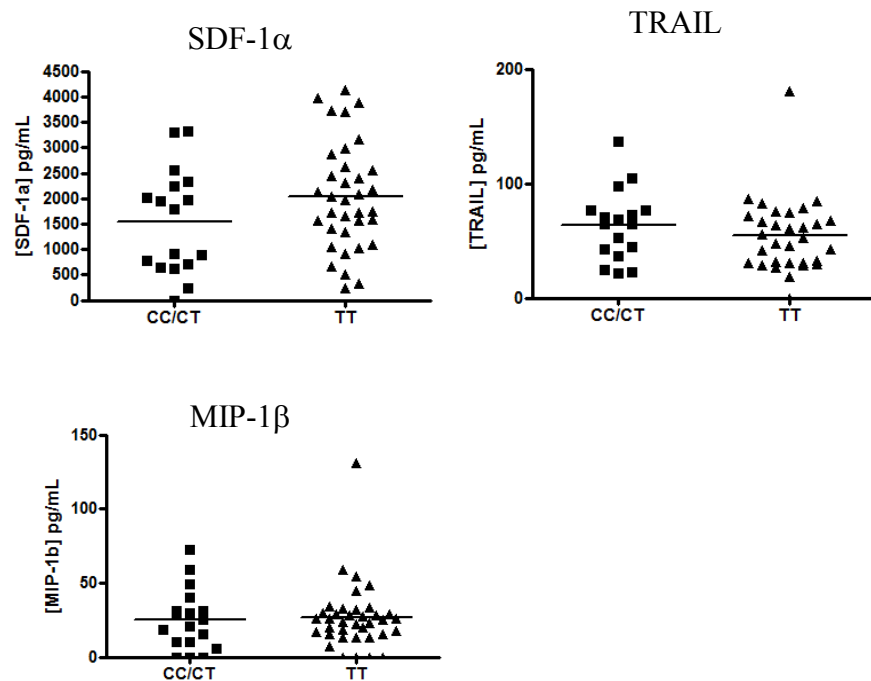 SDF-1α
[SDF-1a] pg/mL
4500
4000
3500
3000
2500
2000
1500
1000
500
0
CC/CT TT
TRAIL
[TRAIL] pg/mL
200
100
0
CC/CT TT
MIP-1β
[MIP-1b] pg/mL
150
100
50
0
CC/CT TT